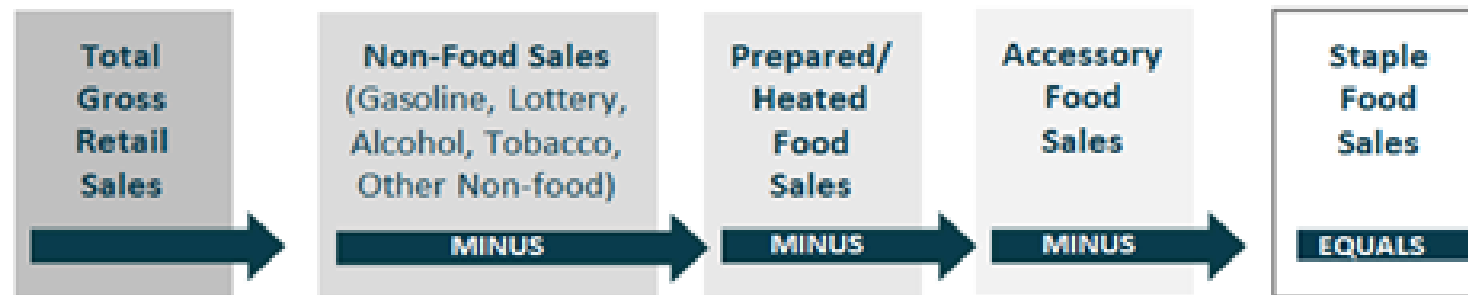 Total
Gross
Retail
Sales
Non-Food Sales
(Gasoline, Lottery,
Alcohol, Tobacco,
Other Non-food)
MINUS
Prepared/
Heated
Food
Sales
MINUS
Accessory
Food
Sales
MINUS
Staple
Food
Sales
EQUALS